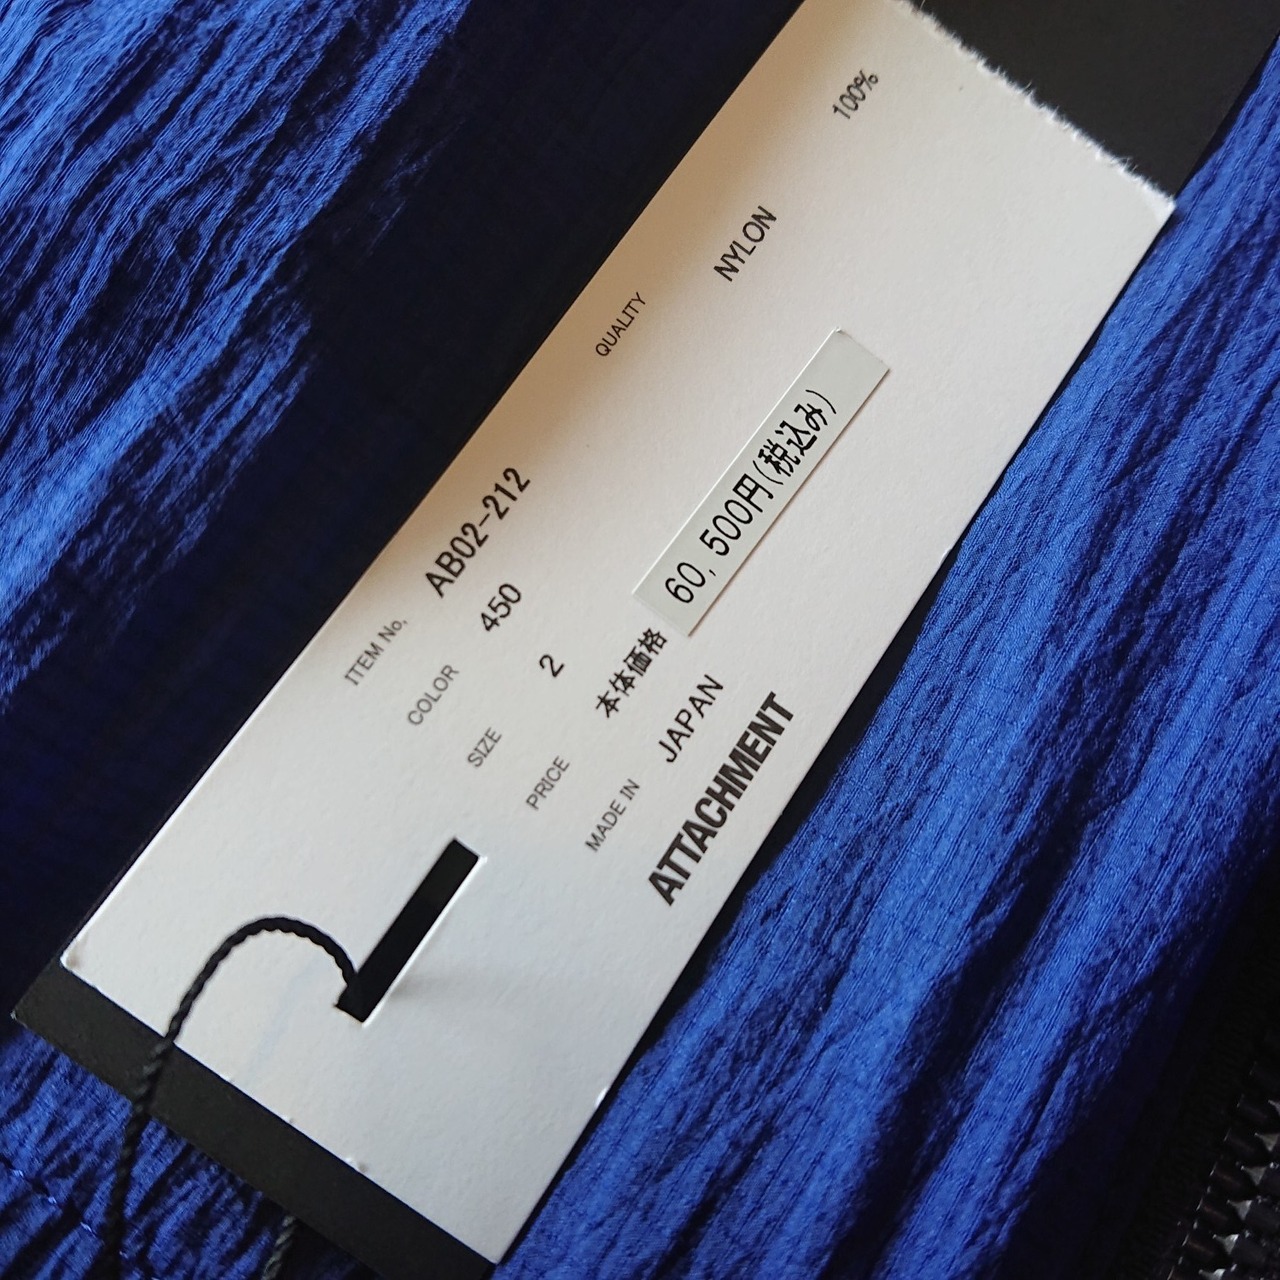 ITEM No. AB02-212
COLOR 450
SIZE 2
PRICE 本体価格 60,500円(税込み)
MADE IN JAPAN
ATTACHMENT
QUALITY NYLON 100%